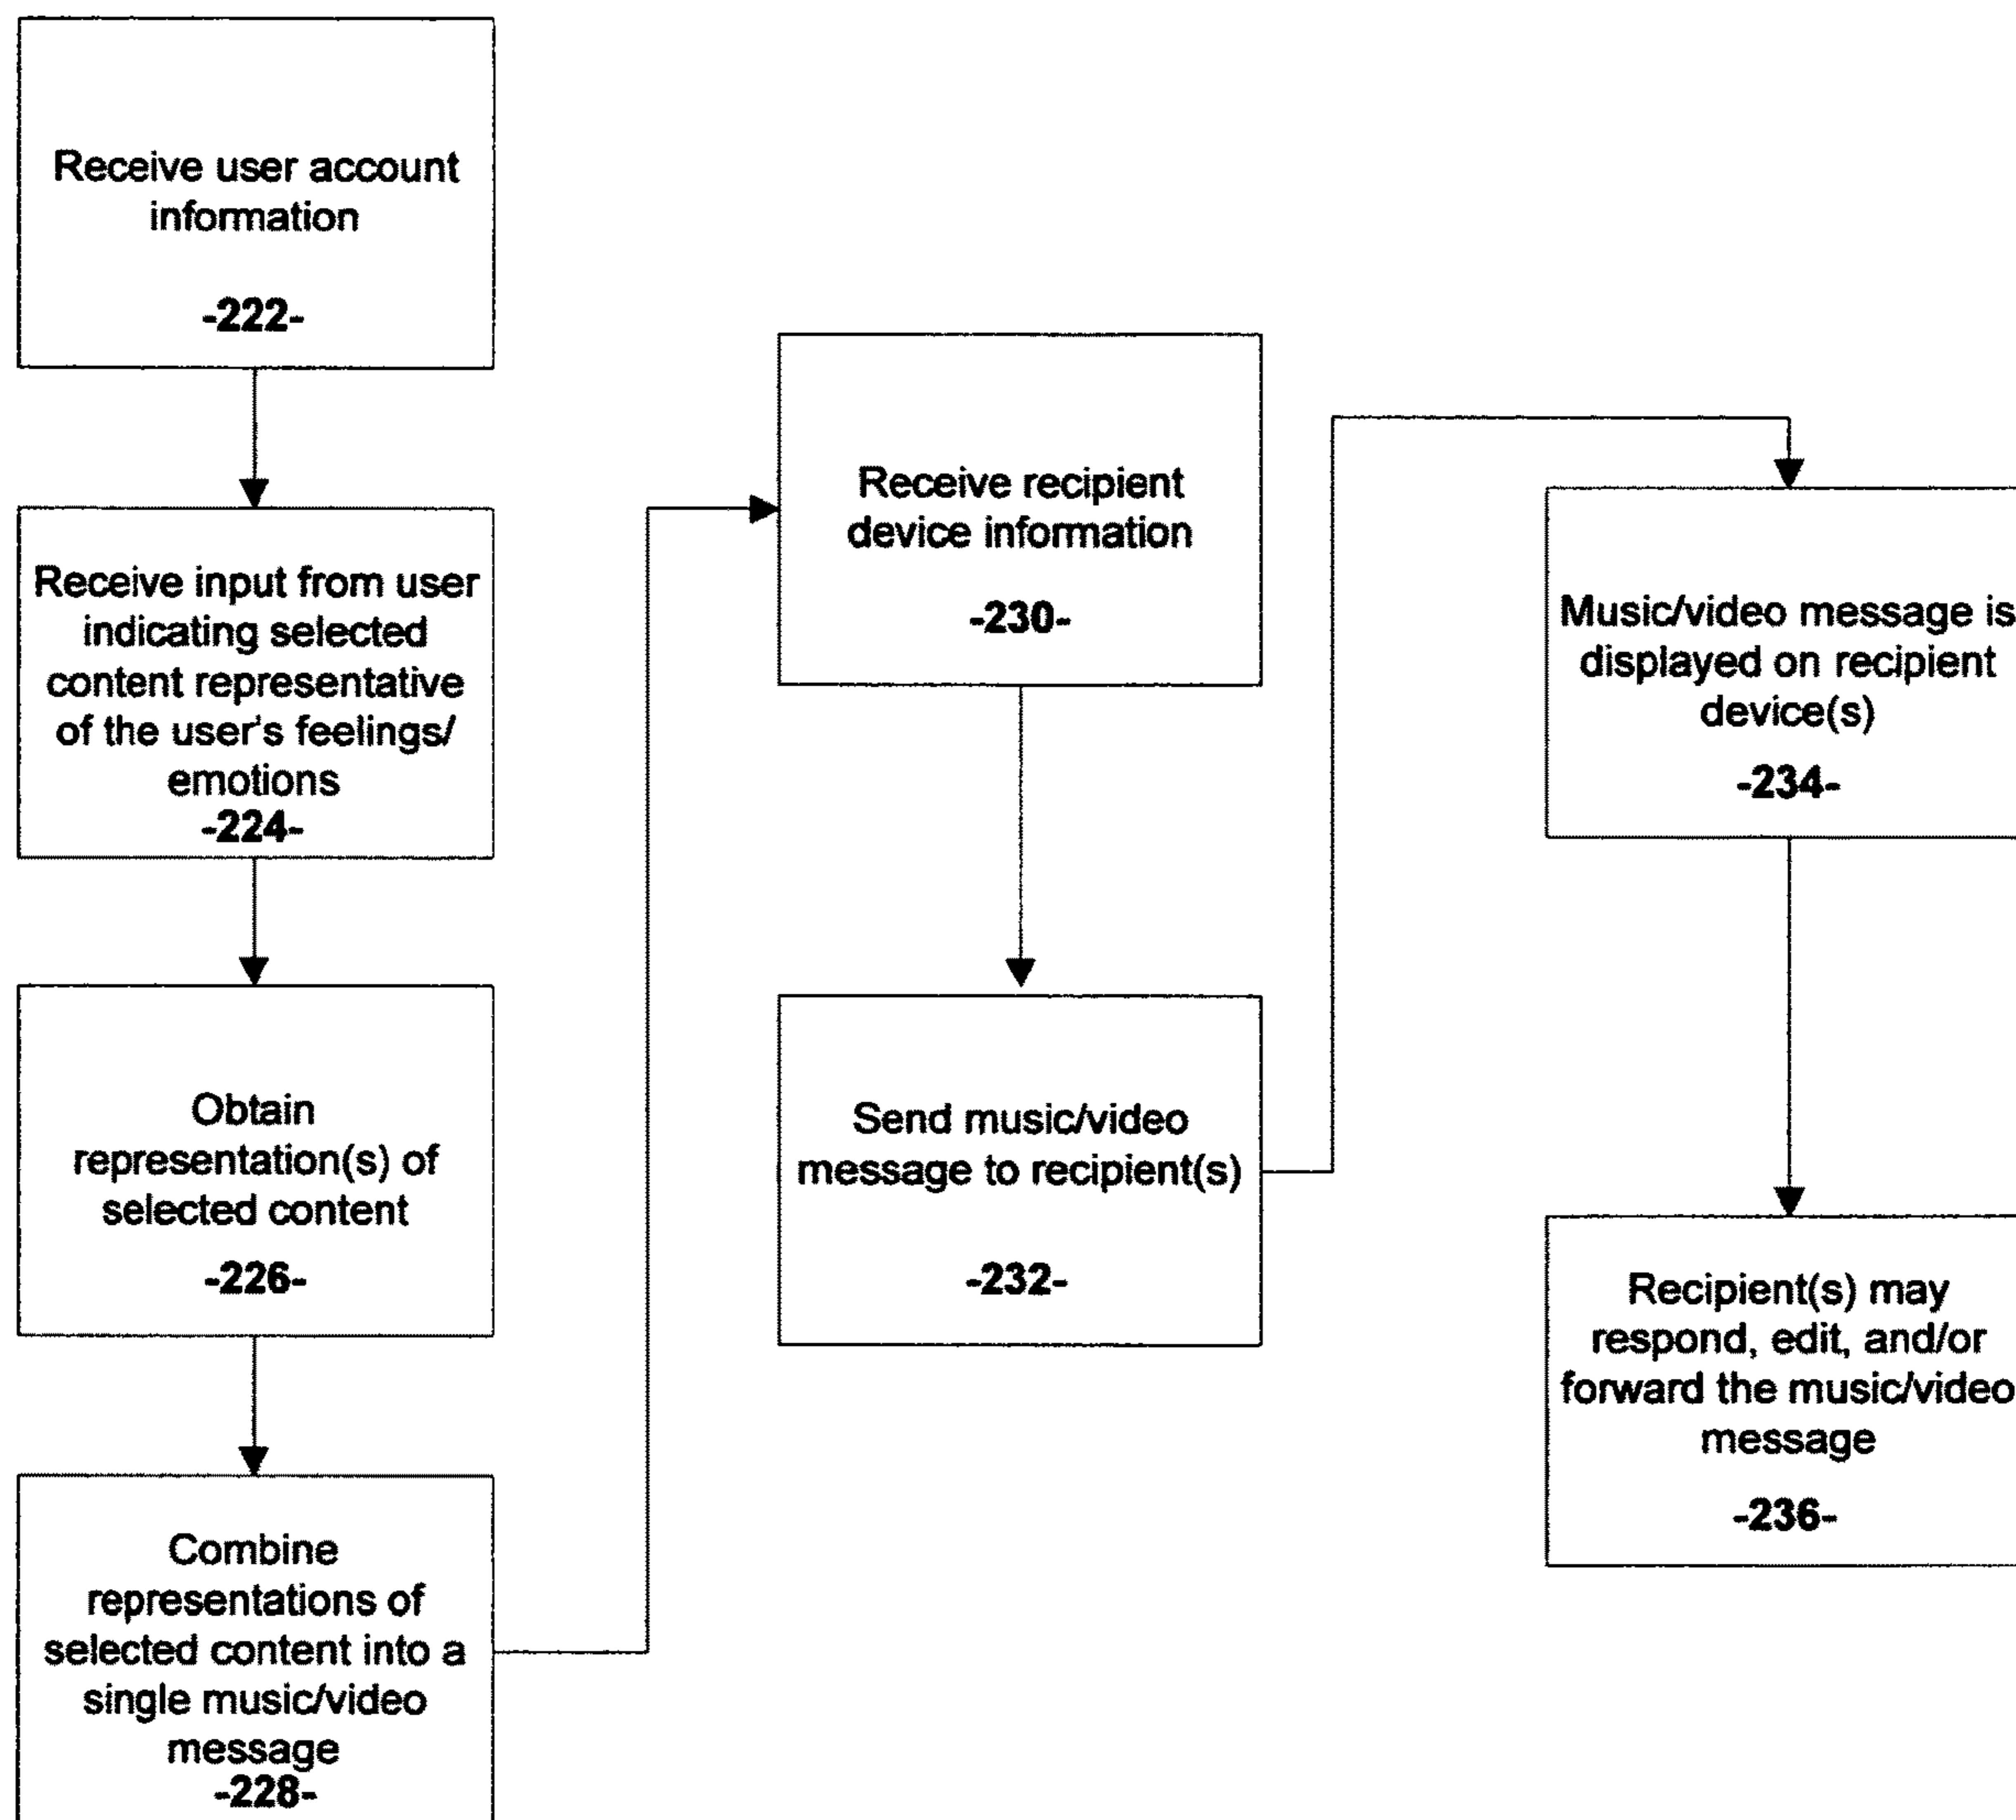 Receive user account
information
-222-
Receive input from user
indicating selected
content representative
of the user's feelings/
emotions
-224-
Obtain
representation(s) of
selected content
-226-
Combine
representations of
selected content into a
single music/video
message
-228-
Receive recipient
device information
-230-
Send music/video
message to recipient(s)
-232-
Music/video message is
displayed on recipient
device(s)
-234-
Recipient(s) may
respond, edit, and/or
forward the music/video
message
-236-